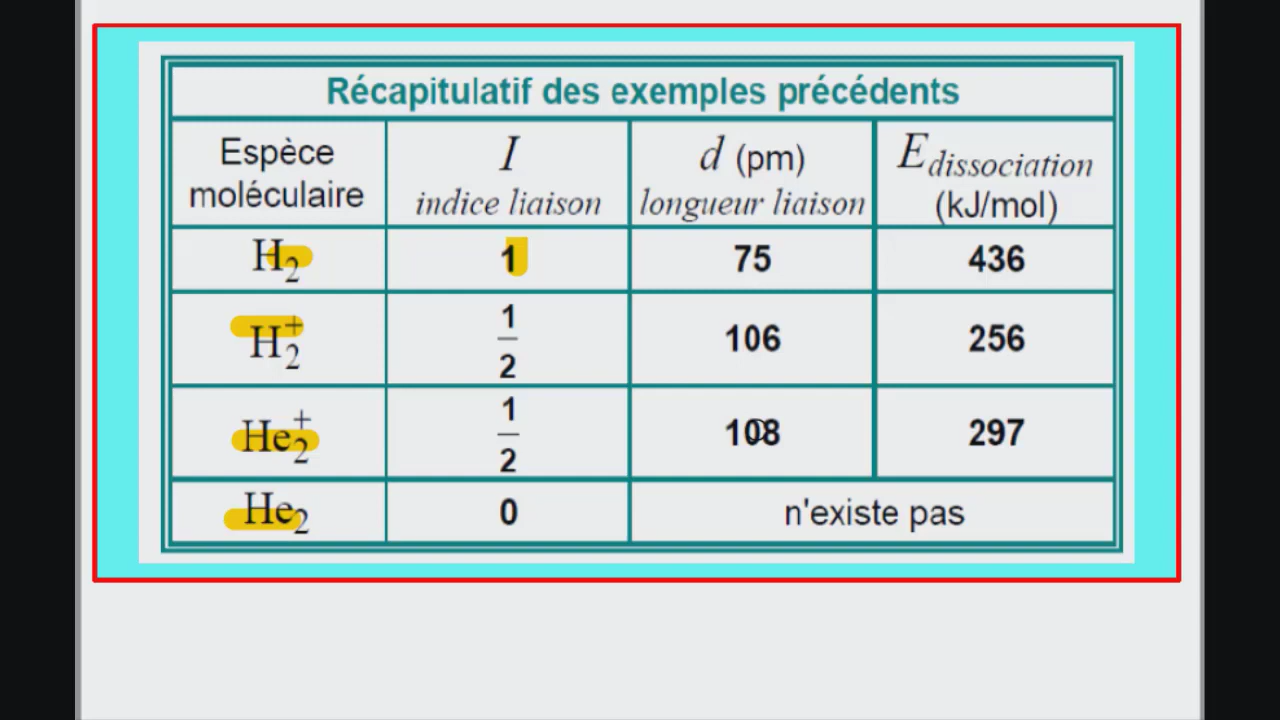 Récapitulatif des exemples précédents
Espèce moléculaire | I indice liaison | d (pm) longueur liaison | E dissociation (kJ/mol)
H₂ | 1 | 75 | 436
H₂⁺ | 1/2 | 106 | 256
He₂⁺ | 1/2 | 108 | 297
He₂ | 0 | n'existe pas